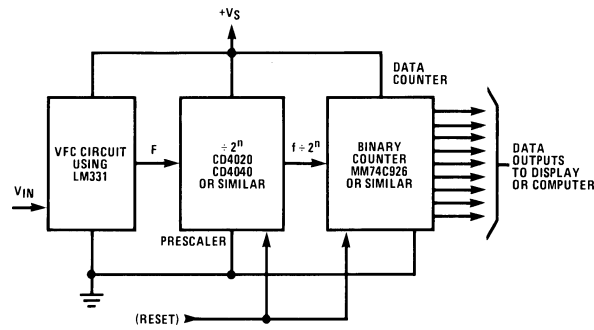 +VS
DATA
COUNTER
VFC CIRCUIT
USING
LM331
F
÷ 2n
CD4020
CD4040
OR SIMILAR
f ÷ 2n
BINARY
COUNTER
MM74C926
OR SIMILAR
DATA
OUTPUTS
TO DISPLAY
OR COMPUTER
VIN
PRESCALER
(RESET)